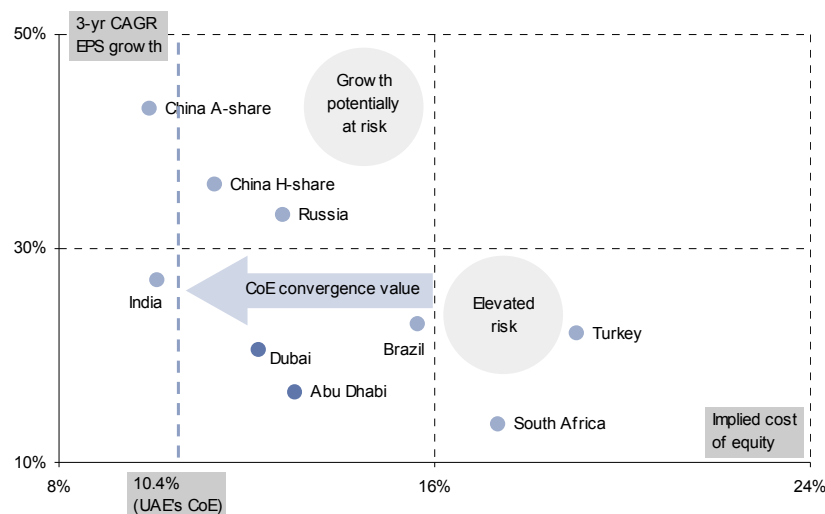 3-yr CAGR
EPS growth
50%
Growth
potentially
at risk
China A-share
China H-share
Russia
30%
CoE convergence value
India
Elevated
risk
Turkey
Brazil
Dubai
Abu Dhabi
South Africa
Implied cost
of equity
10%
8%
10.4%
(UAE's CoE)
16%
24%